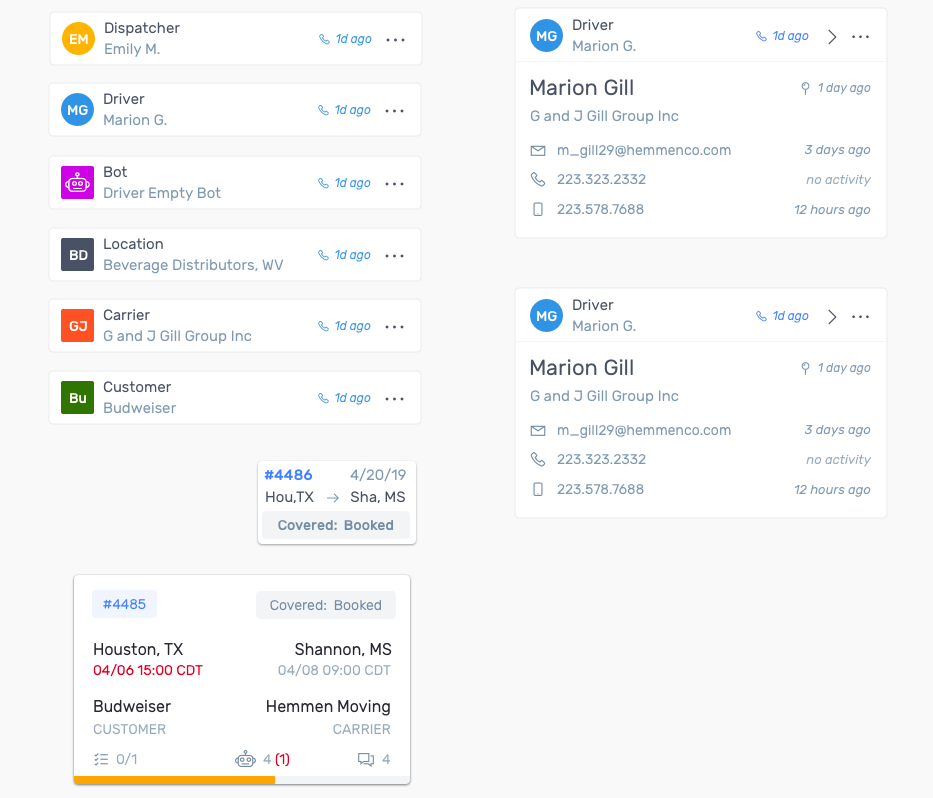 EM
Dispatcher
Emily M.
1d ago
MG
Driver
Marion G.
1d ago
Bot
Driver Empty Bot
1d ago
BD
Location
Beverage Distributors, WV
1d ago
GJ
Carrier
G and J Gill Group Inc
1d ago
Bu
Customer
Budweiser
1d ago
#4486 4/20/19
Hou,TX → Sha, MS
Covered: Booked
#4485 Covered: Booked
Houston, TX Shannon, MS
04/06 15:00 CDT 04/08 09:00 CDT
Budweiser Hemmen Moving
CUSTOMER CARRIER
0/1 4 (1) 4
MG
Driver
Marion G.
1d ago
Marion Gill 1 day ago
G and J Gill Group Inc
m_gill29@hemmenco.com 3 days ago
223.323.2332 no activity
223.578.7688 12 hours ago
MG
Driver
Marion G.
1d ago
Marion Gill 1 day ago
G and J Gill Group Inc
m_gill29@hemmenco.com 3 days ago
223.323.2332 no activity
223.578.7688 12 hours ago